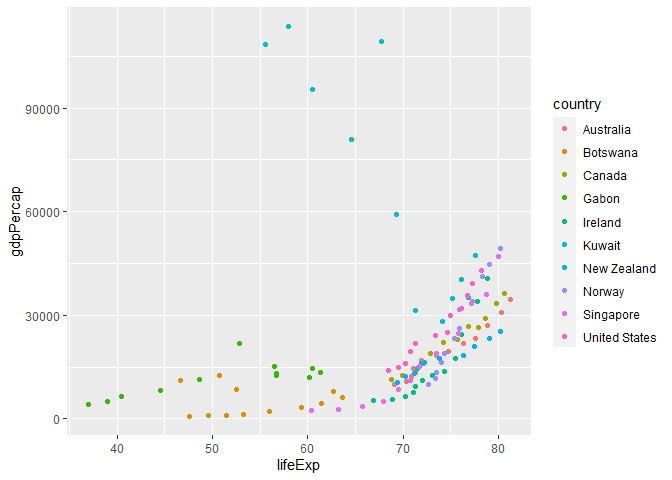 90000
60000
30000
0
gdpPercap
40
50
60
70
80
lifeExp
country
Australia
Botswana
Canada
Gabon
Ireland
Kuwait
New Zealand
Norway
Singapore
United States